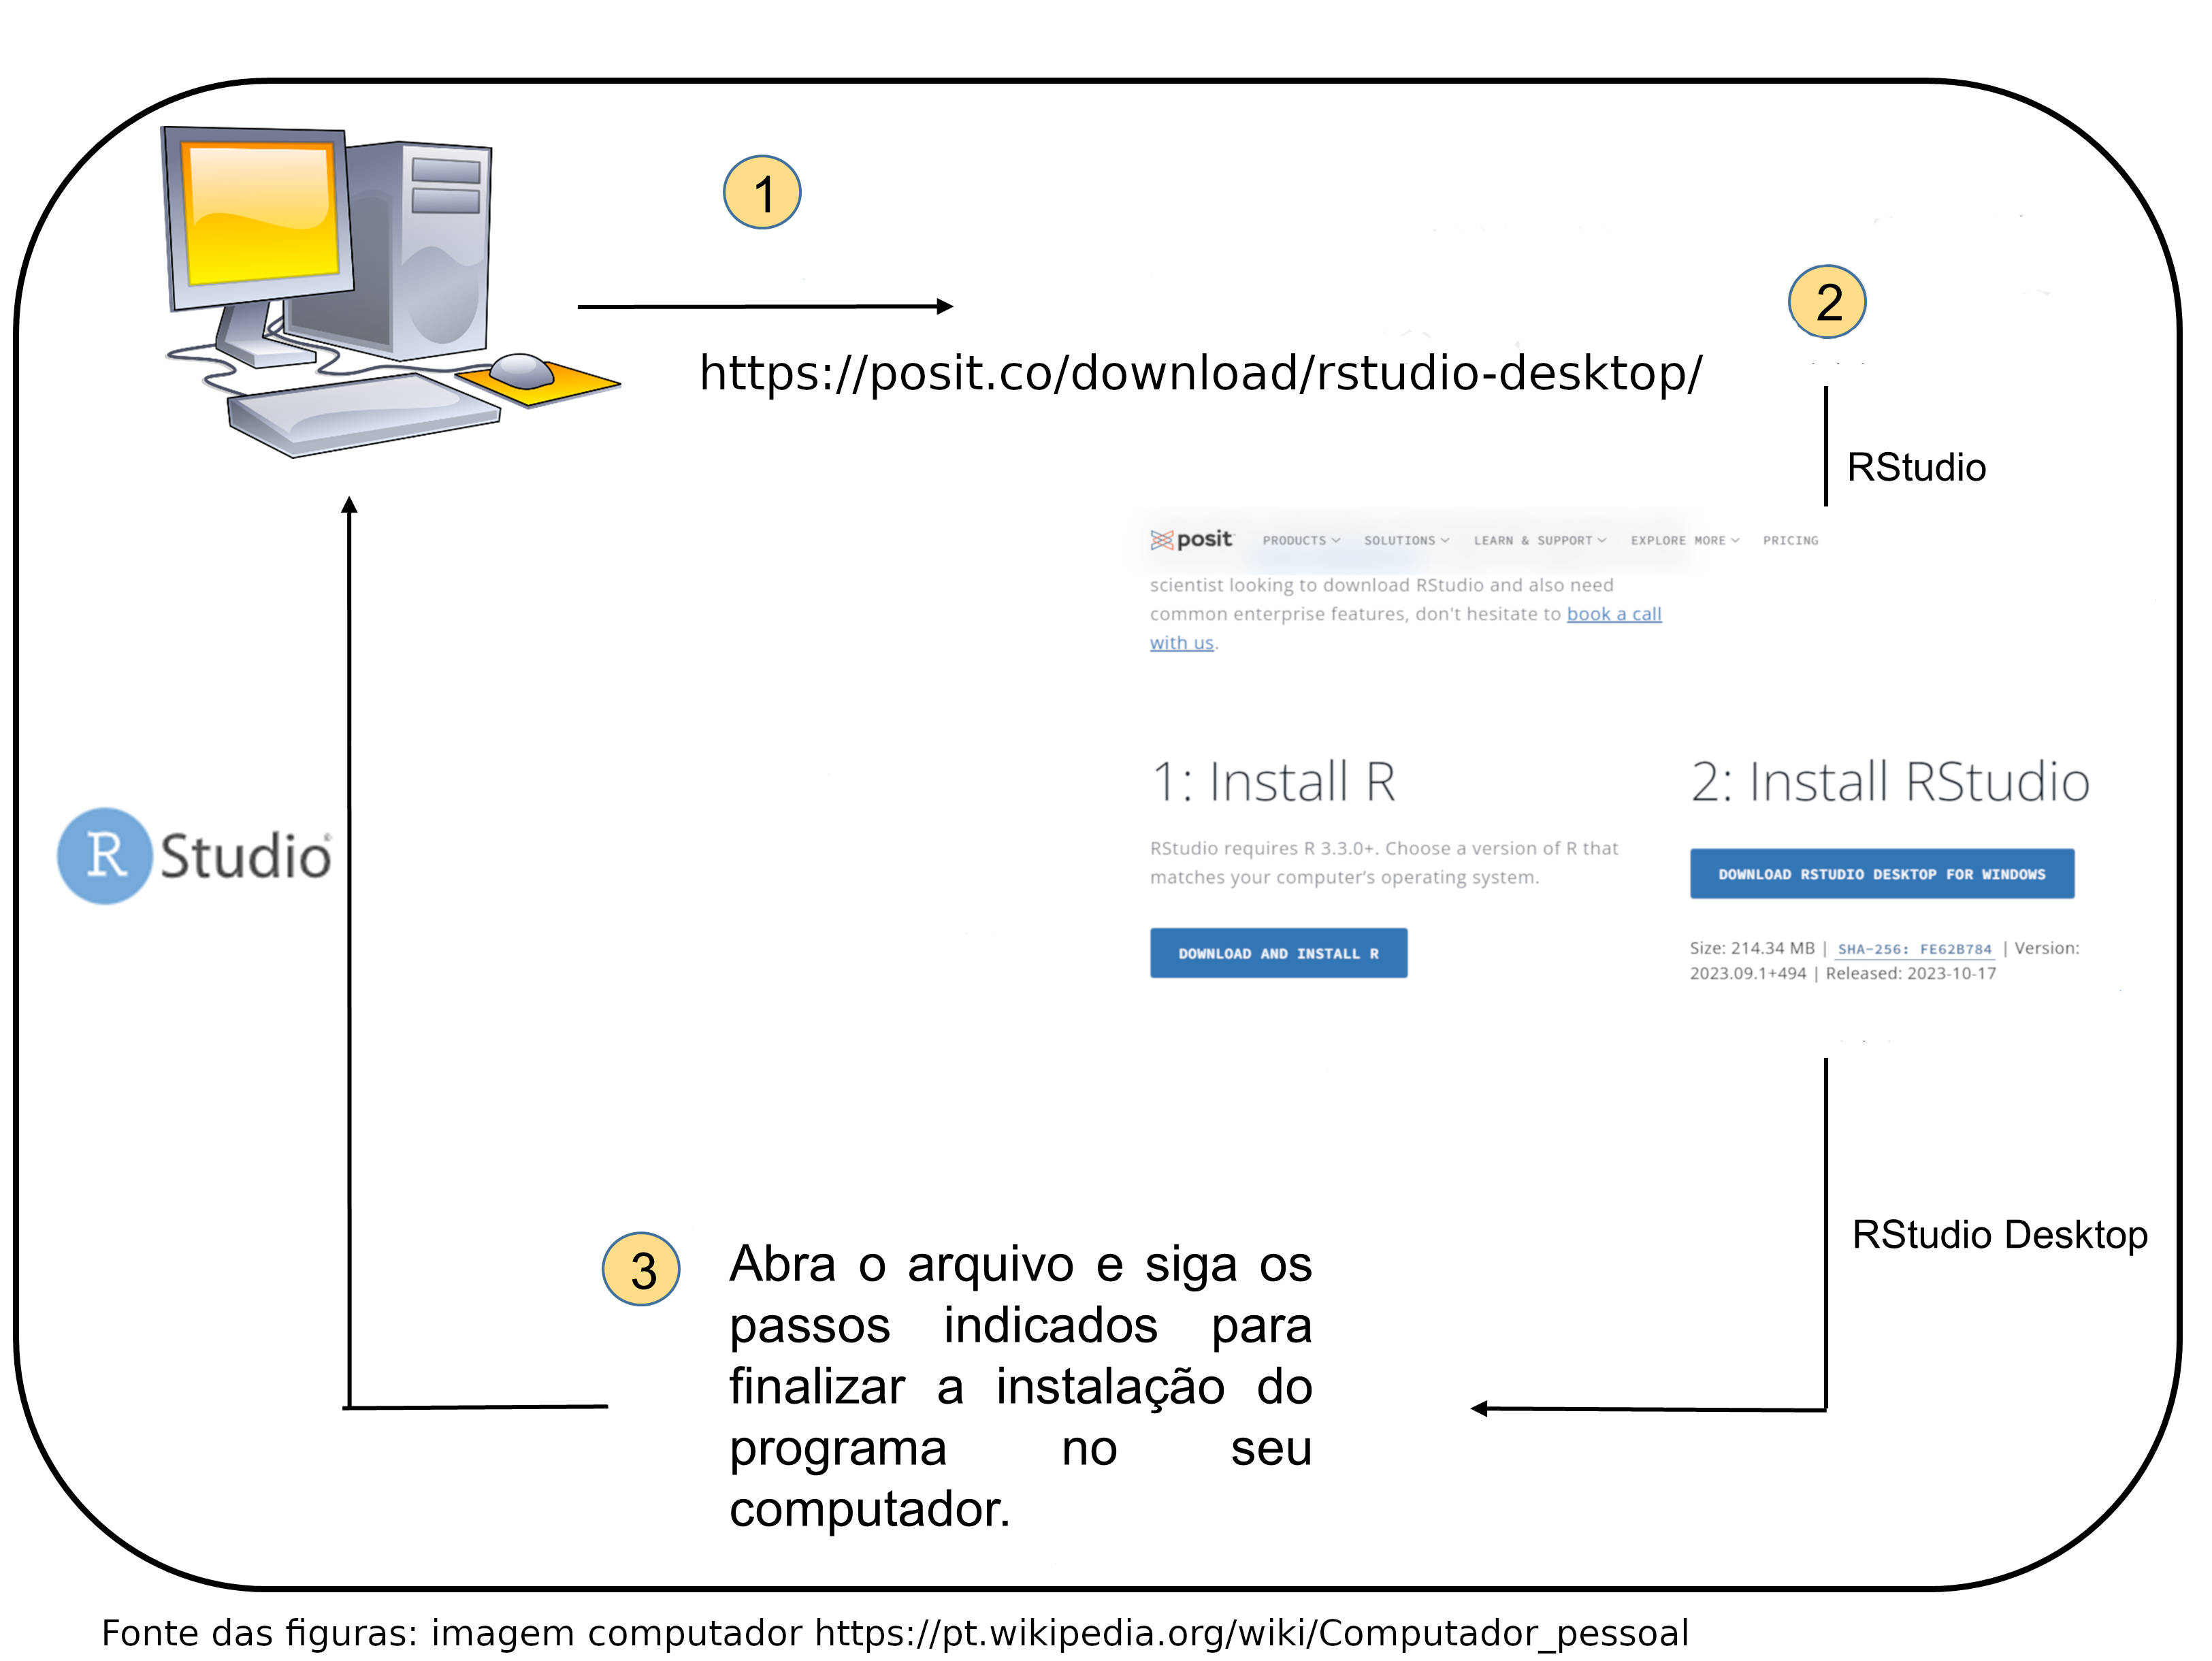 1
https://posit.co/download/rstudio-desktop/
2
RStudio
posit PRODUCTS SOLUTIONS LEARN & SUPPORT EXPLORE MORE PRICING
scientist looking to download RStudio and also need
common enterprise features, don't hesitate to book a call
with us.
1: Install R
RStudio requires R 3.3.0+. Choose a version of R that
matches your computer's operating system.
DOWNLOAD AND INSTALL R
2: Install RStudio
DOWNLOAD RSTUDIO DESKTOP FOR WINDOWS
Size: 214.34 MB | SHA-256: FE62B784 | Version:
2023.09.1+494 | Released: 2023-10-17
R Studio®
RStudio Desktop
3
Abra o arquivo e siga os
passos indicados para
finalizar a instalação do
programa no seu
computador.
Fonte das figuras: imagem computador https://pt.wikipedia.org/wiki/Computador_pessoal